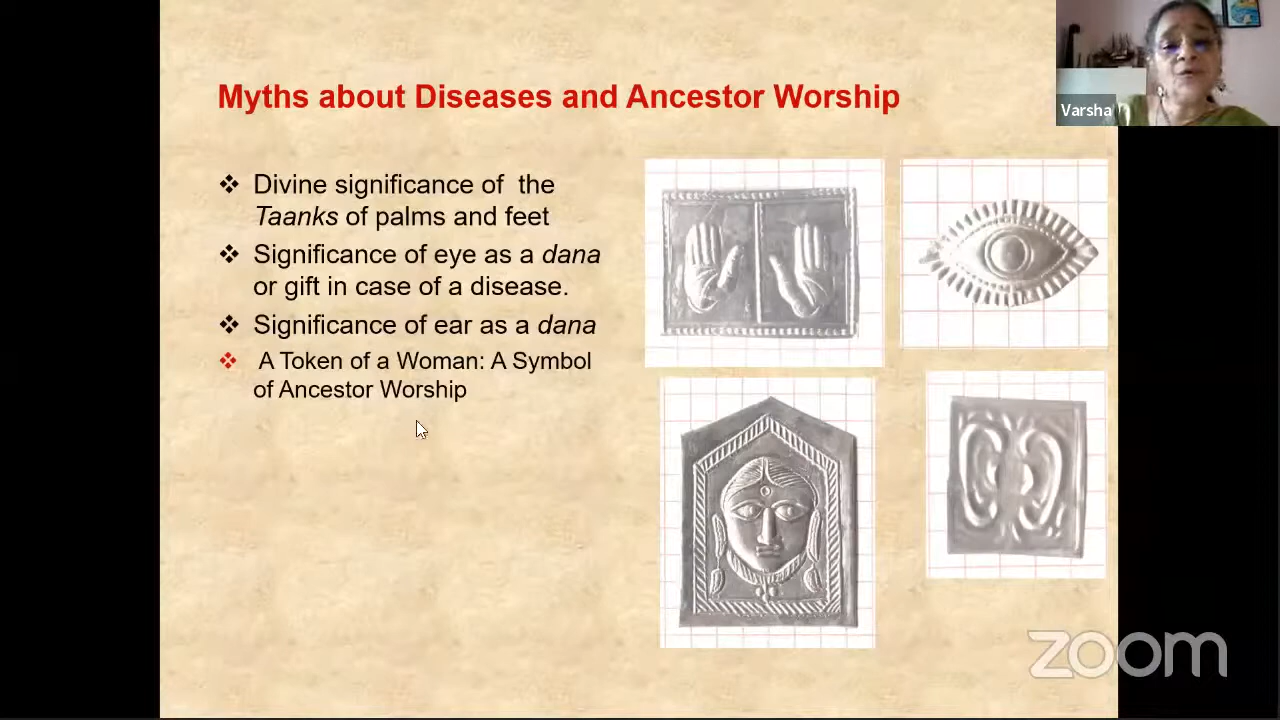 Myths about Diseases and Ancestor Worship
Varsha
❖ Divine significance of the
Taanks of palms and feet
❖ Significance of eye as a dana
or gift in case of a disease.
❖ Significance of ear as a dana
❖ A Token of a Woman: A Symbol
of Ancestor Worship
zoom